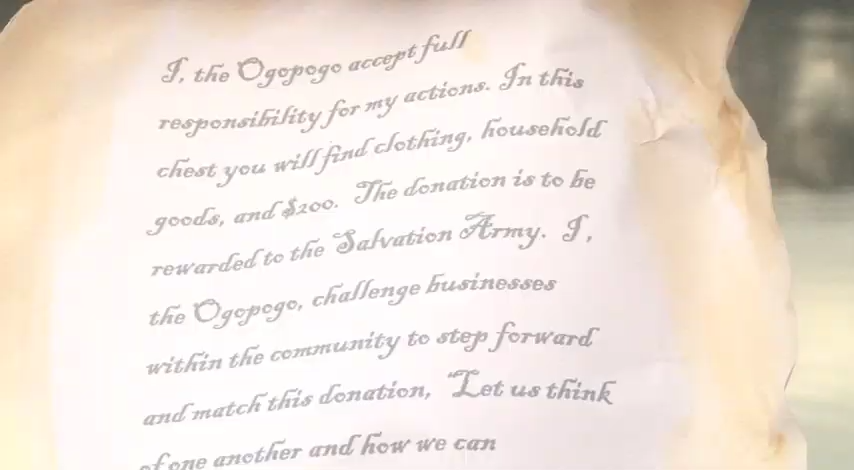 I, the Ogopogo accept full
responsibility for my actions. In this
chest you will find clothing, household
goods, and $200. The donation is to be
rewarded to the Salvation Army. I,
the Ogopogo, challenge businesses
within the community to step forward
and match this donation, "Let us think
of one another and how we can